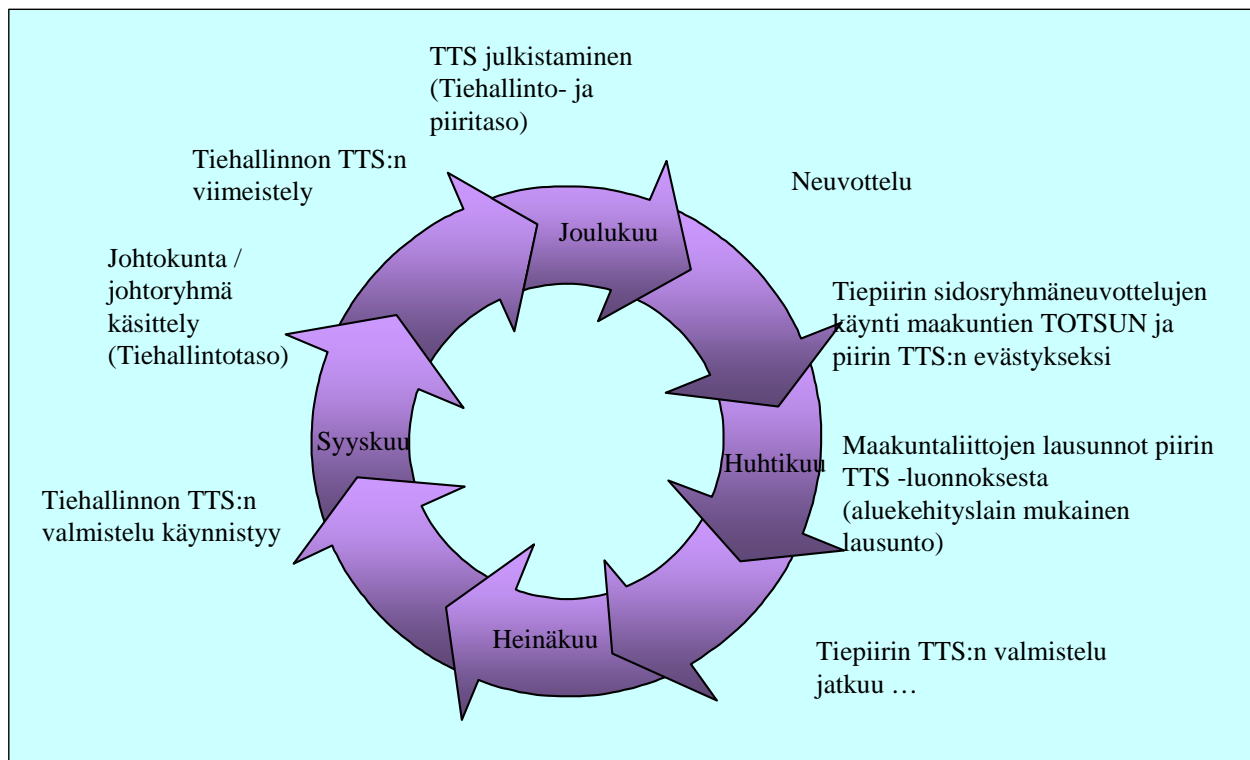 TTS julkistaminen
(Tiehallinto- ja
piiritaso)
Tiehallinnon TTS:n
viimeistely
Neuvottelu
Joulukuu
Johtokunta /
johtoryhmä
käsittely
(Tiehallintotaso)
Tiepiirin sidosryhmäneuvottelujen
käynti maakuntien TOTSUN ja
piirin TTS:n evästykseksi
Syyskuu
Huhtikuu
Maakuntaliittojen lausunnot piirin
TTS -luonnoksesta
(aluekehityslain mukainen
lausunto)
Tiehallinnon TTS:n
valmistelu käynnistyy
Heinäkuu
Tiepiirin TTS:n valmistelu
jatkuu …